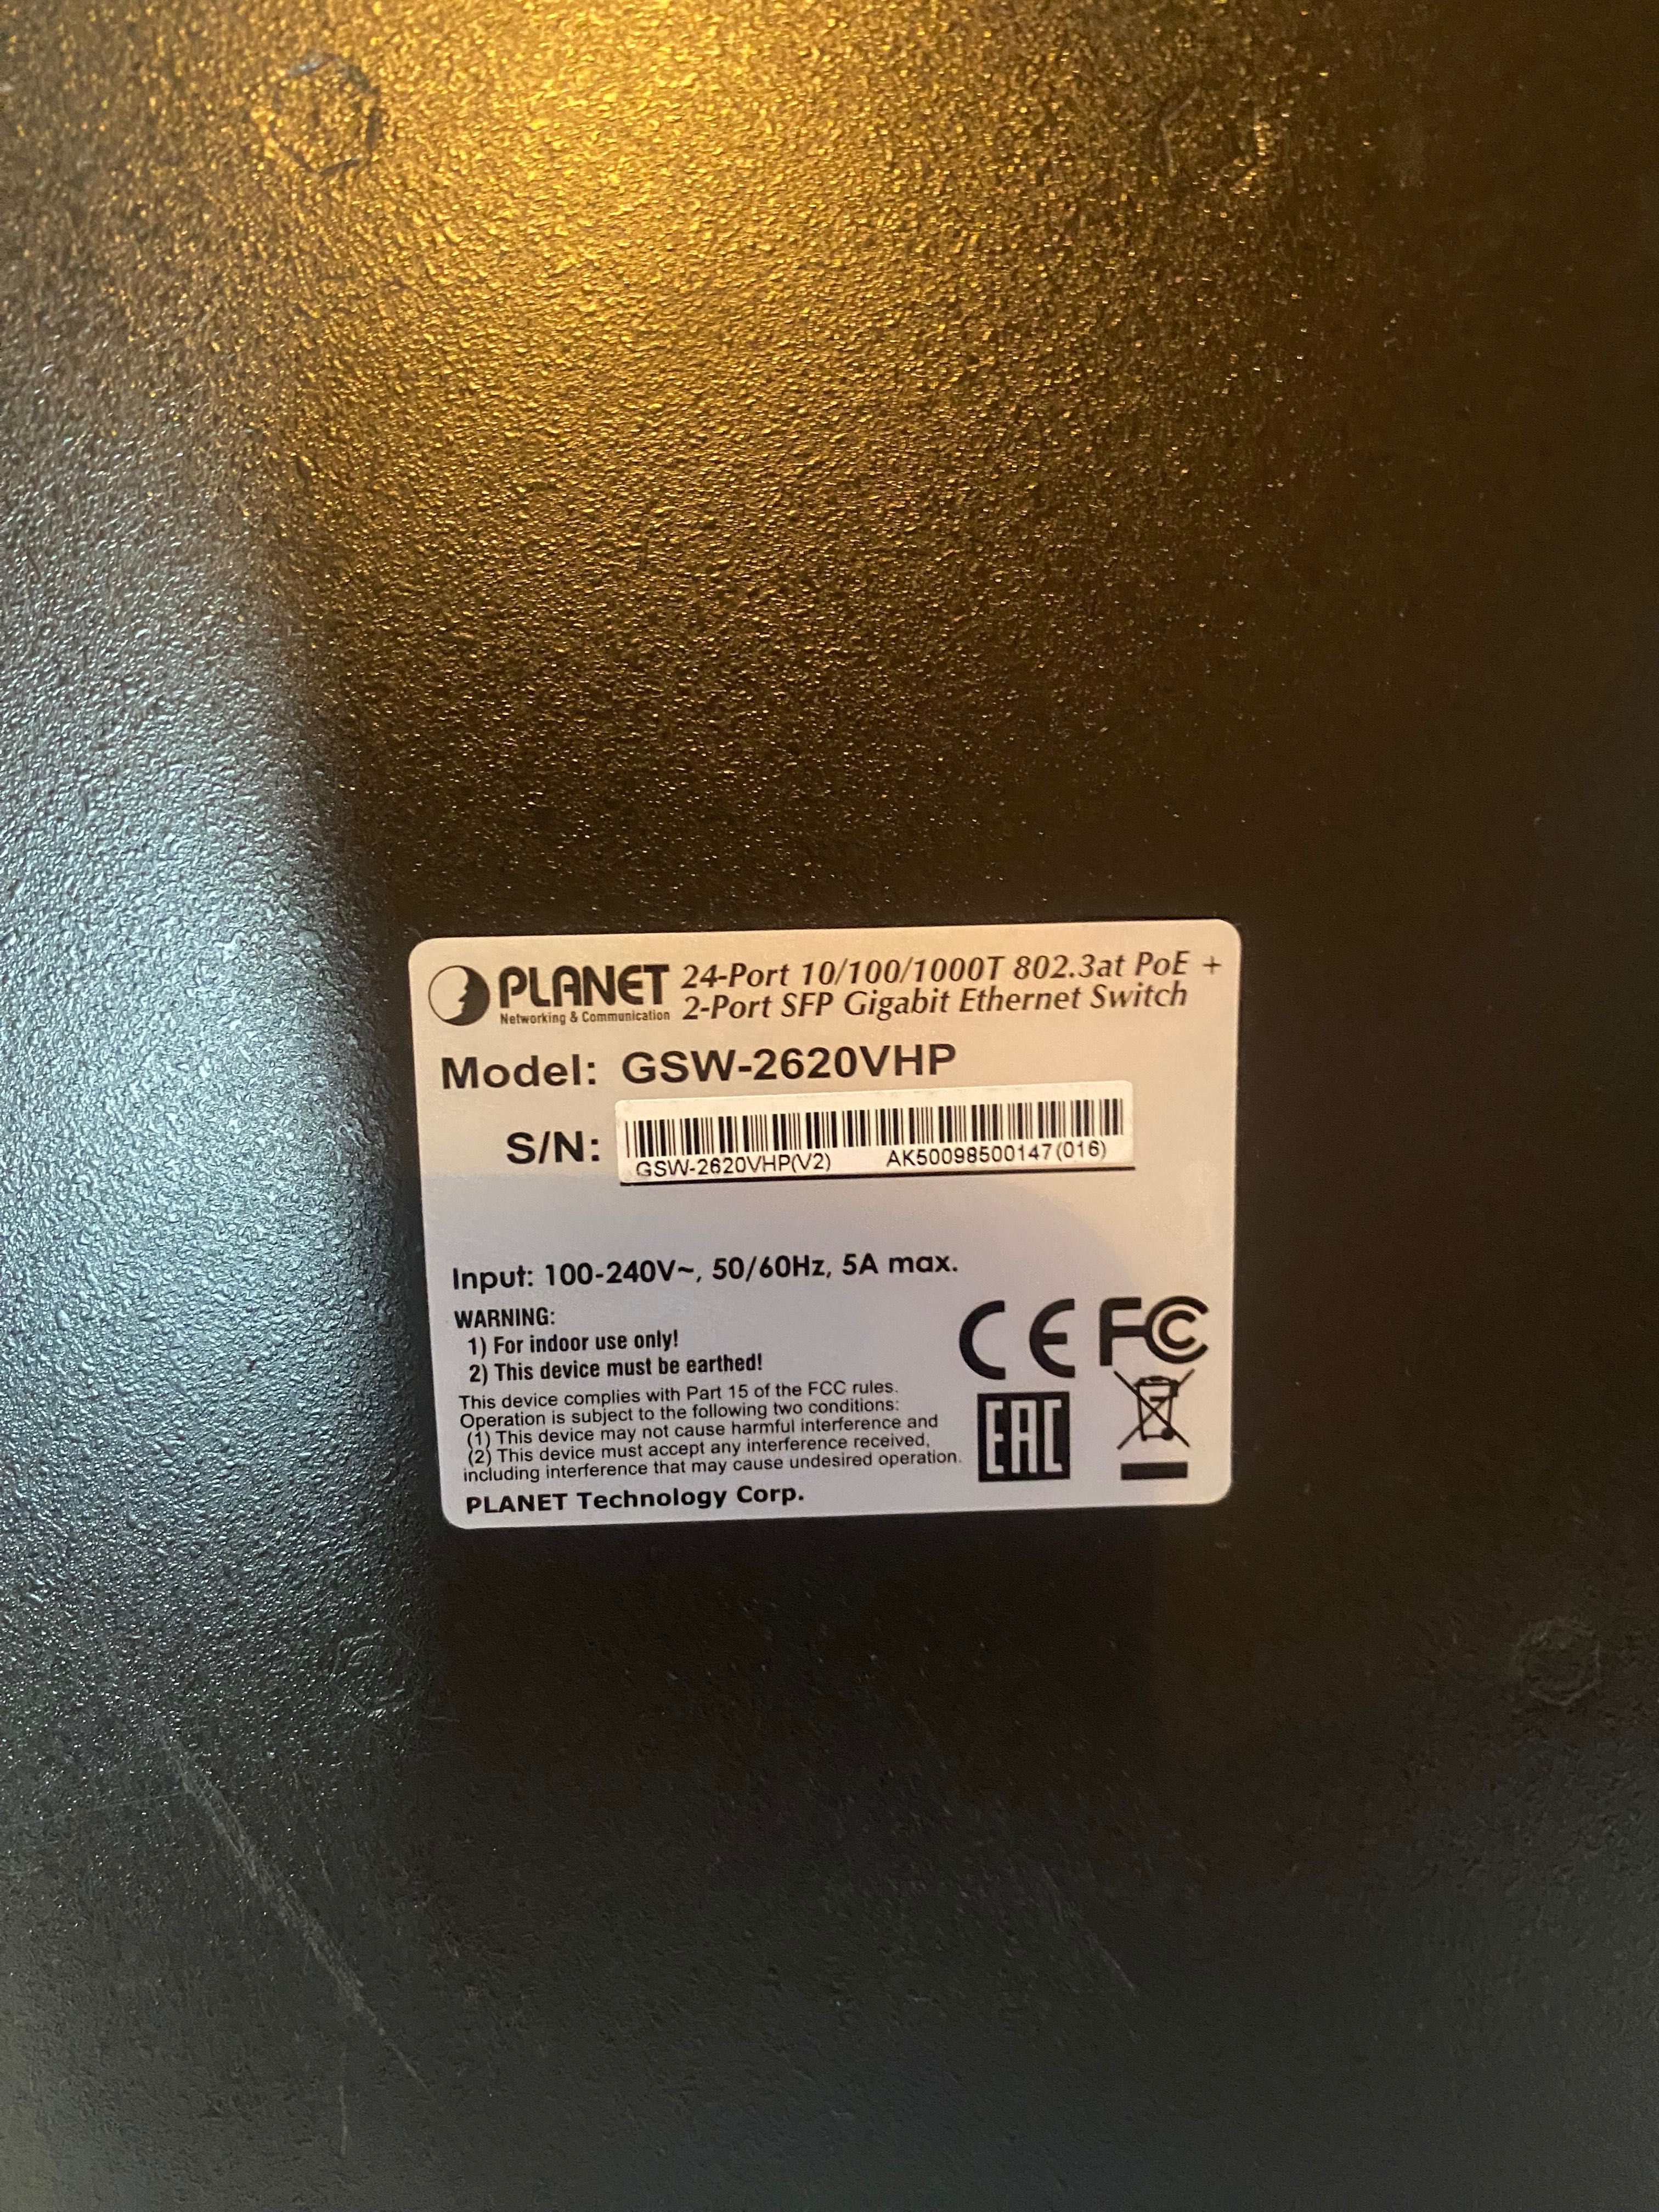 PLANET
Networking & Communication
24-Port 10/100/1000T 802.3at PoE +
2-Port SFP Gigabit Ethernet Switch
Model: GSW-2620VHP
S/N:
GSW-2620VHP(V2) AK50098500147(016)
Input: 100-240V~, 50/60Hz, 5A max.
WARNING:
1) For indoor use only!
2) This device must be earthed!
This device complies with Part 15 of the FCC rules.
Operation is subject to the following two conditions:
(1) This device may not cause harmful interference and
(2) This device must accept any interference received,
including interference that may cause undesired operation.
PLANET Technology Corp.
CE FC
EAC